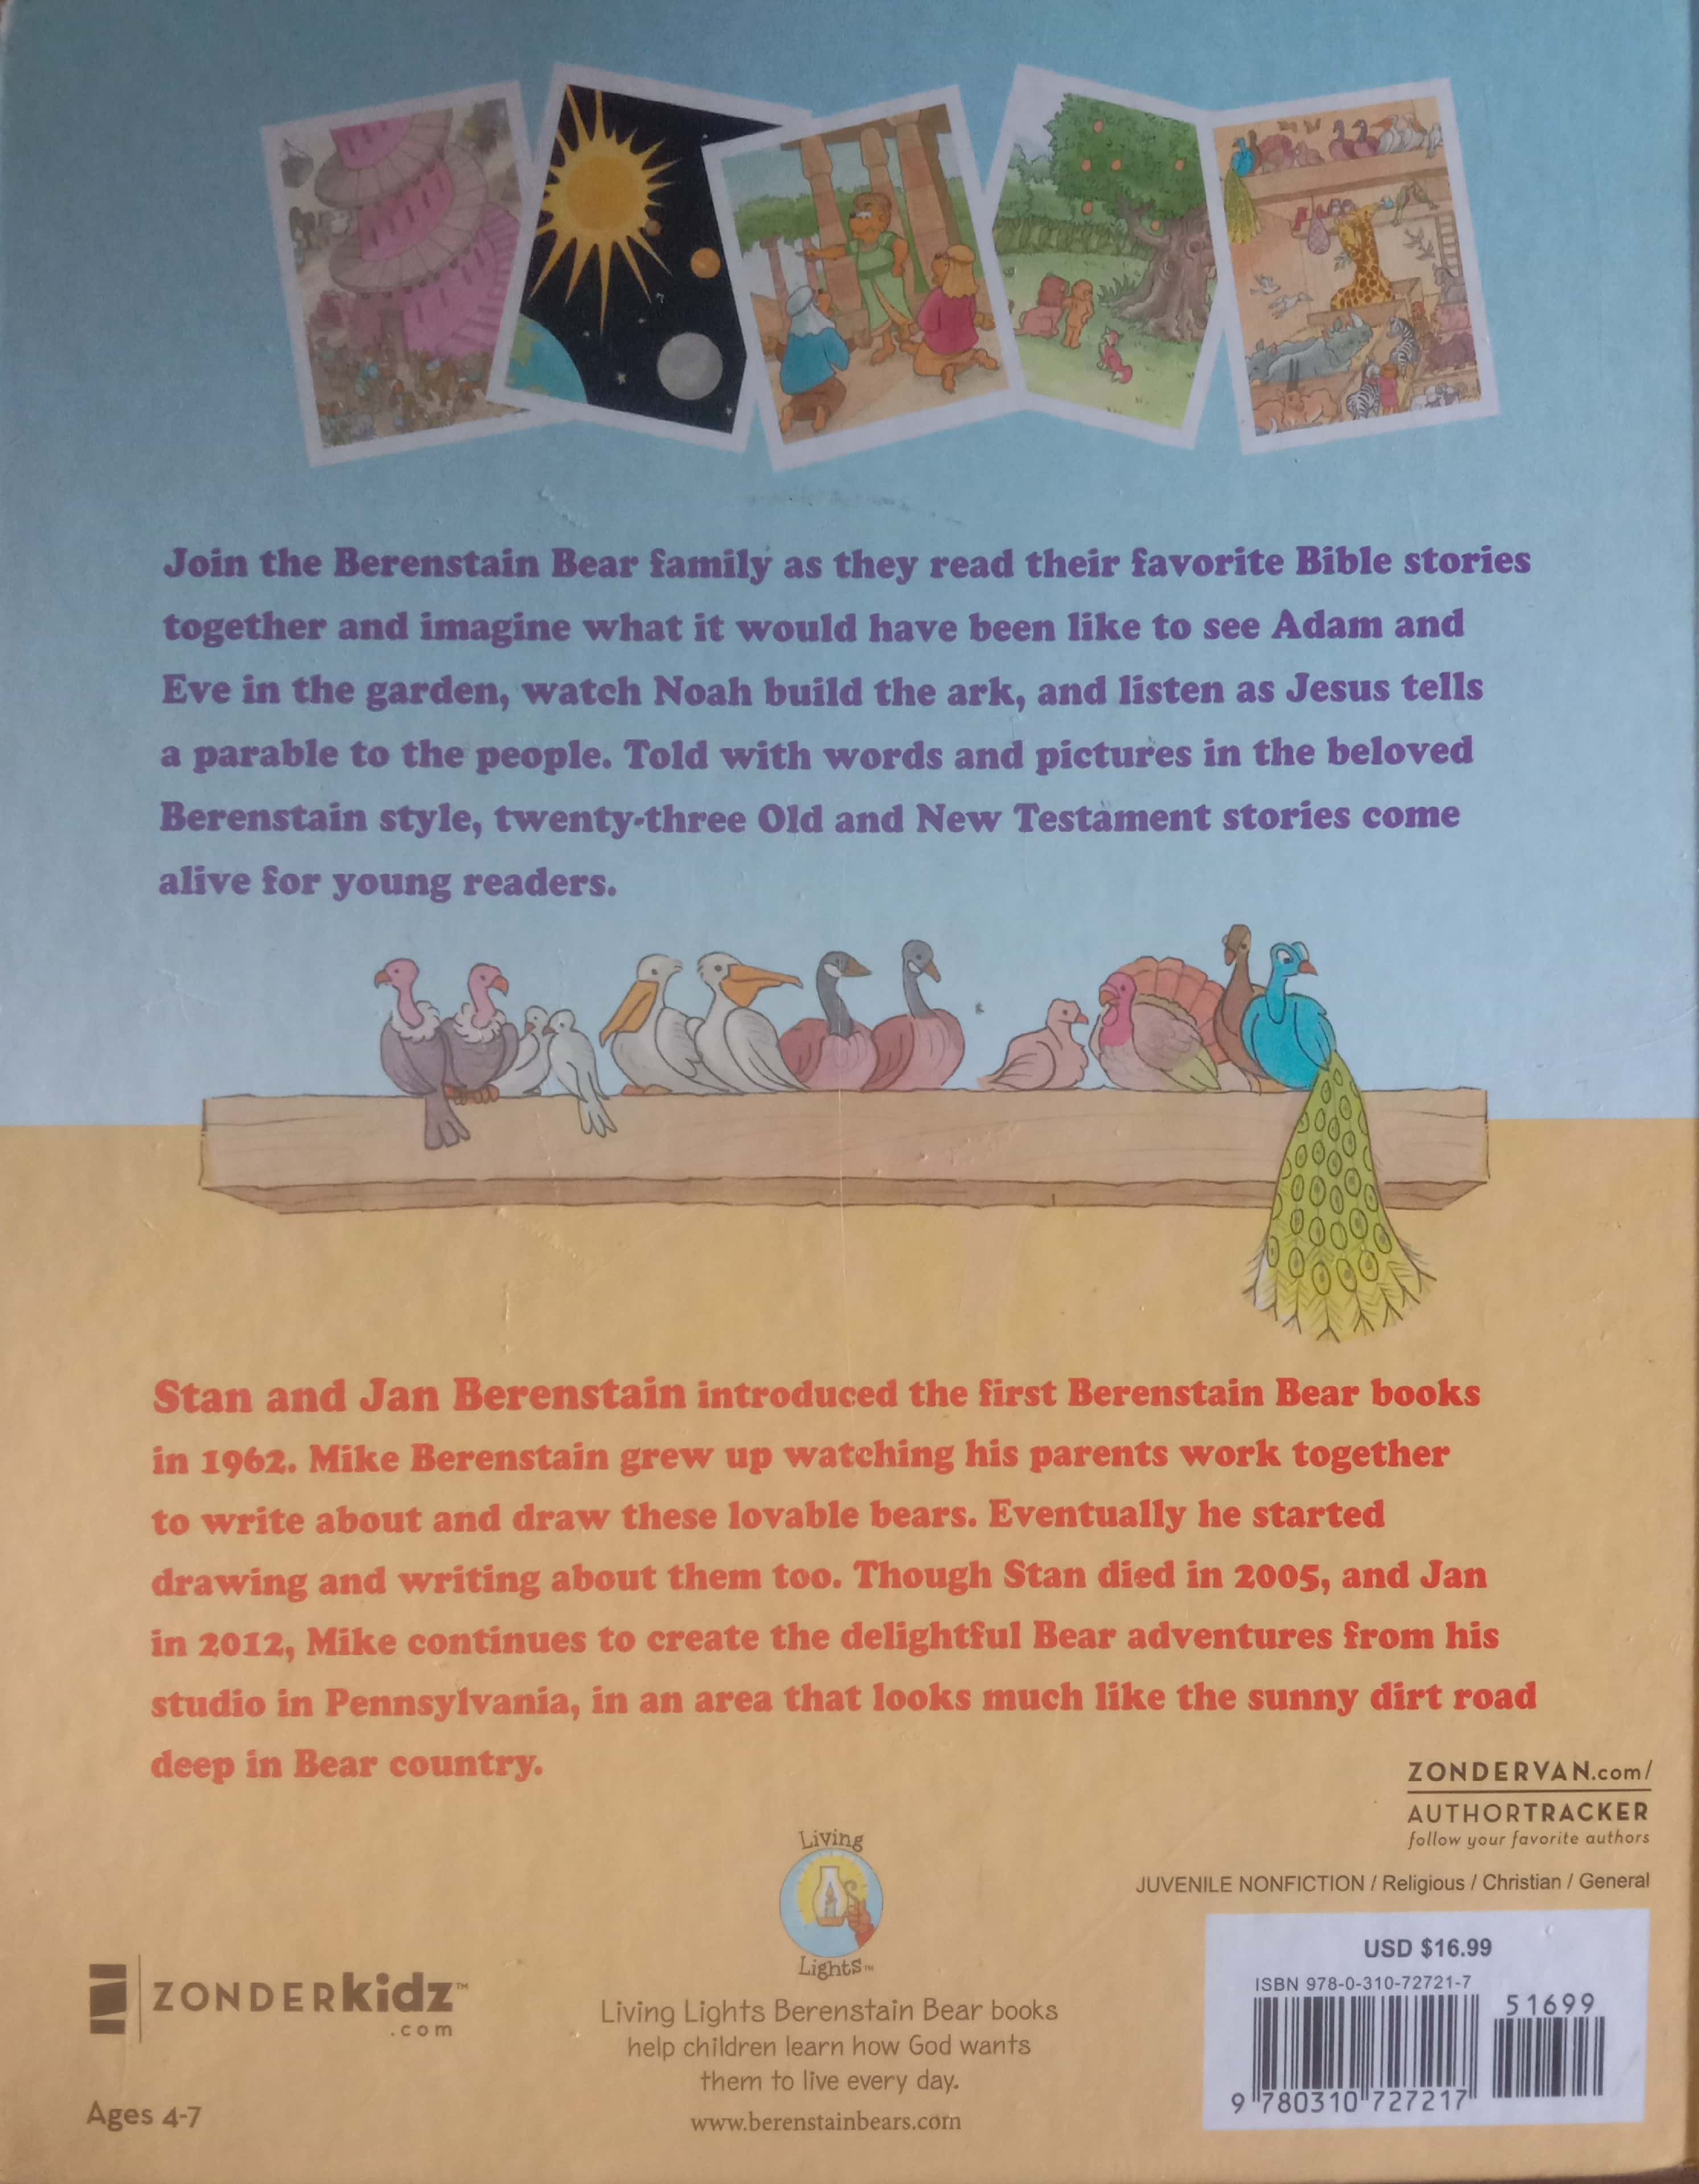 Join the Berenstain Bear family as they read their favorite Bible stories
together and imagine what it would have been like to see Adam and
Eve in the garden, watch Noah build the ark, and listen as Jesus tells
a parable to the people. Told with words and pictures in the beloved
Berenstain style, twenty-three Old and New Testament stories come
alive for young readers.
Stan and Jan Berenstain introduced the first Berenstain Bear books
in 1962. Mike Berenstain grew up watching his parents work together
to write about and draw these lovable bears. Eventually he started
drawing and writing about them too. Though Stan died in 2005, and Jan
in 2012, Mike continues to create the delightful Bear adventures from his
studio in Pennsylvania, in an area that looks much like the sunny dirt road
deep in Bear country.
ZONDERVAN.com/
AUTHORTRACKER
follow your favorite authors
JUVENILE NONFICTION / Religious / Christian / General
Living
Lights™
Living Lights Berenstain Bear books
help children learn how God wants
them to live every day.
www.berenstainbears.com
ZONDERkidz™
.com
Ages 4-7
USD $16.99
ISBN 978-0-310-72721-7
51699
9 780310 727217